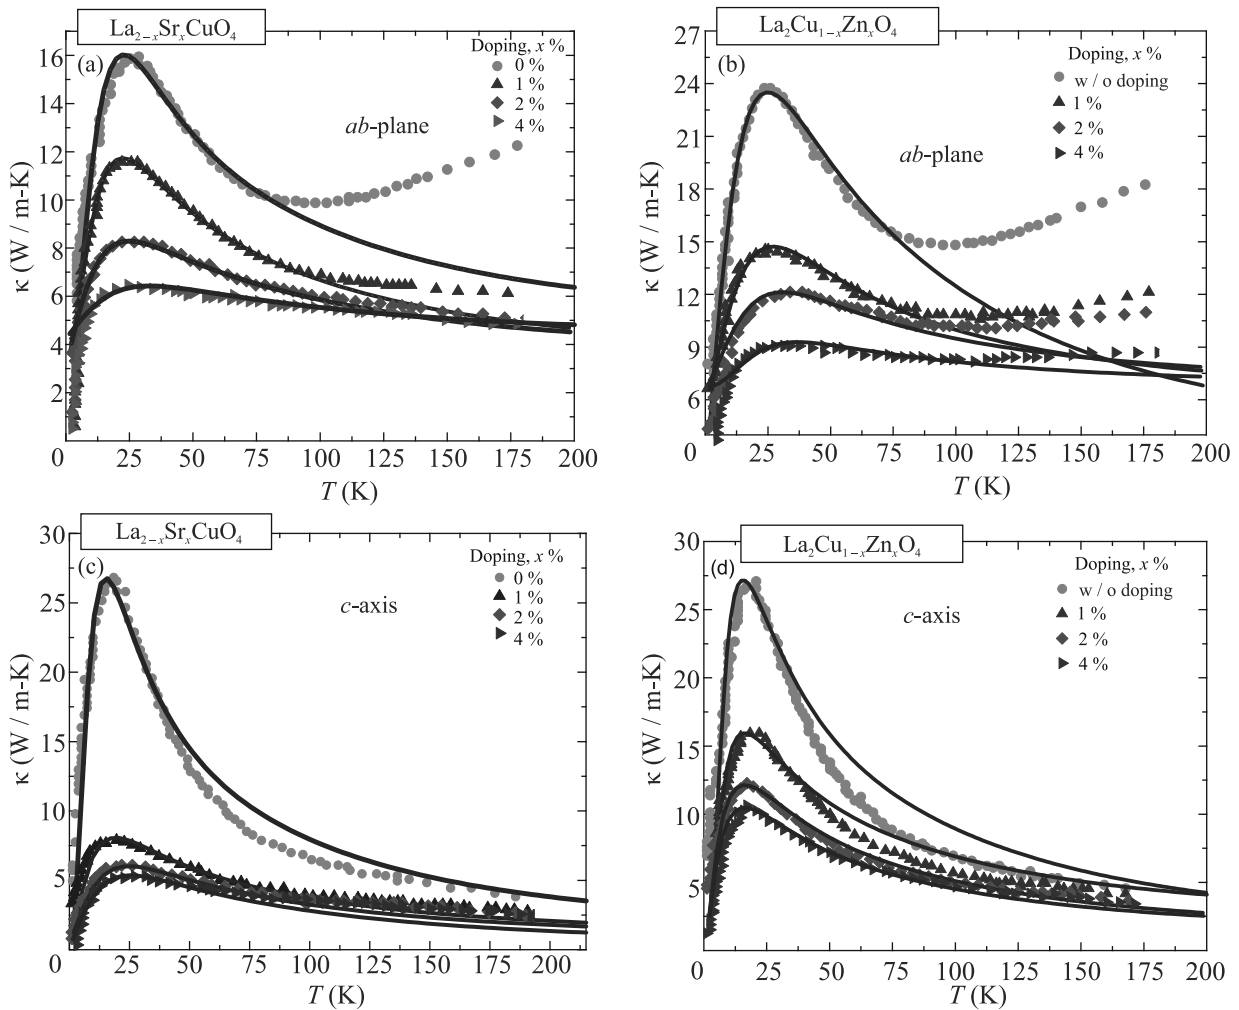 La₂₋ₓSrₓCuO₄
(a)
Doping, x %
0 %
1 %
2 %
4 %
ab-plane
κ (W / m-K)
16
14
12
10
8
6
4
2
0 25 50 75 100 125 150 175 200
T (K)
La₂Cu₁₋ₓZnₓO₄
(b)
Doping, x %
w / o doping
1 %
2 %
4 %
ab-plane
κ (W / m-K)
27
24
21
18
15
12
9
6
0 25 50 75 100 125 150 175 200
T (K)
La₂₋ₓSrₓCuO₄
(c)
Doping, x %
0 %
1 %
2 %
4 %
c-axis
κ (W / m-K)
30
25
20
15
10
5
0 25 50 75 100 125 150 175 200
T (K)
La₂Cu₁₋ₓZnₓO₄
(d)
Doping, x %
w / o doping
1 %
2 %
4 %
c-axis
κ (W / m-K)
30
25
20
15
10
5
0 25 50 75 100 125 150 175 200
T (K)